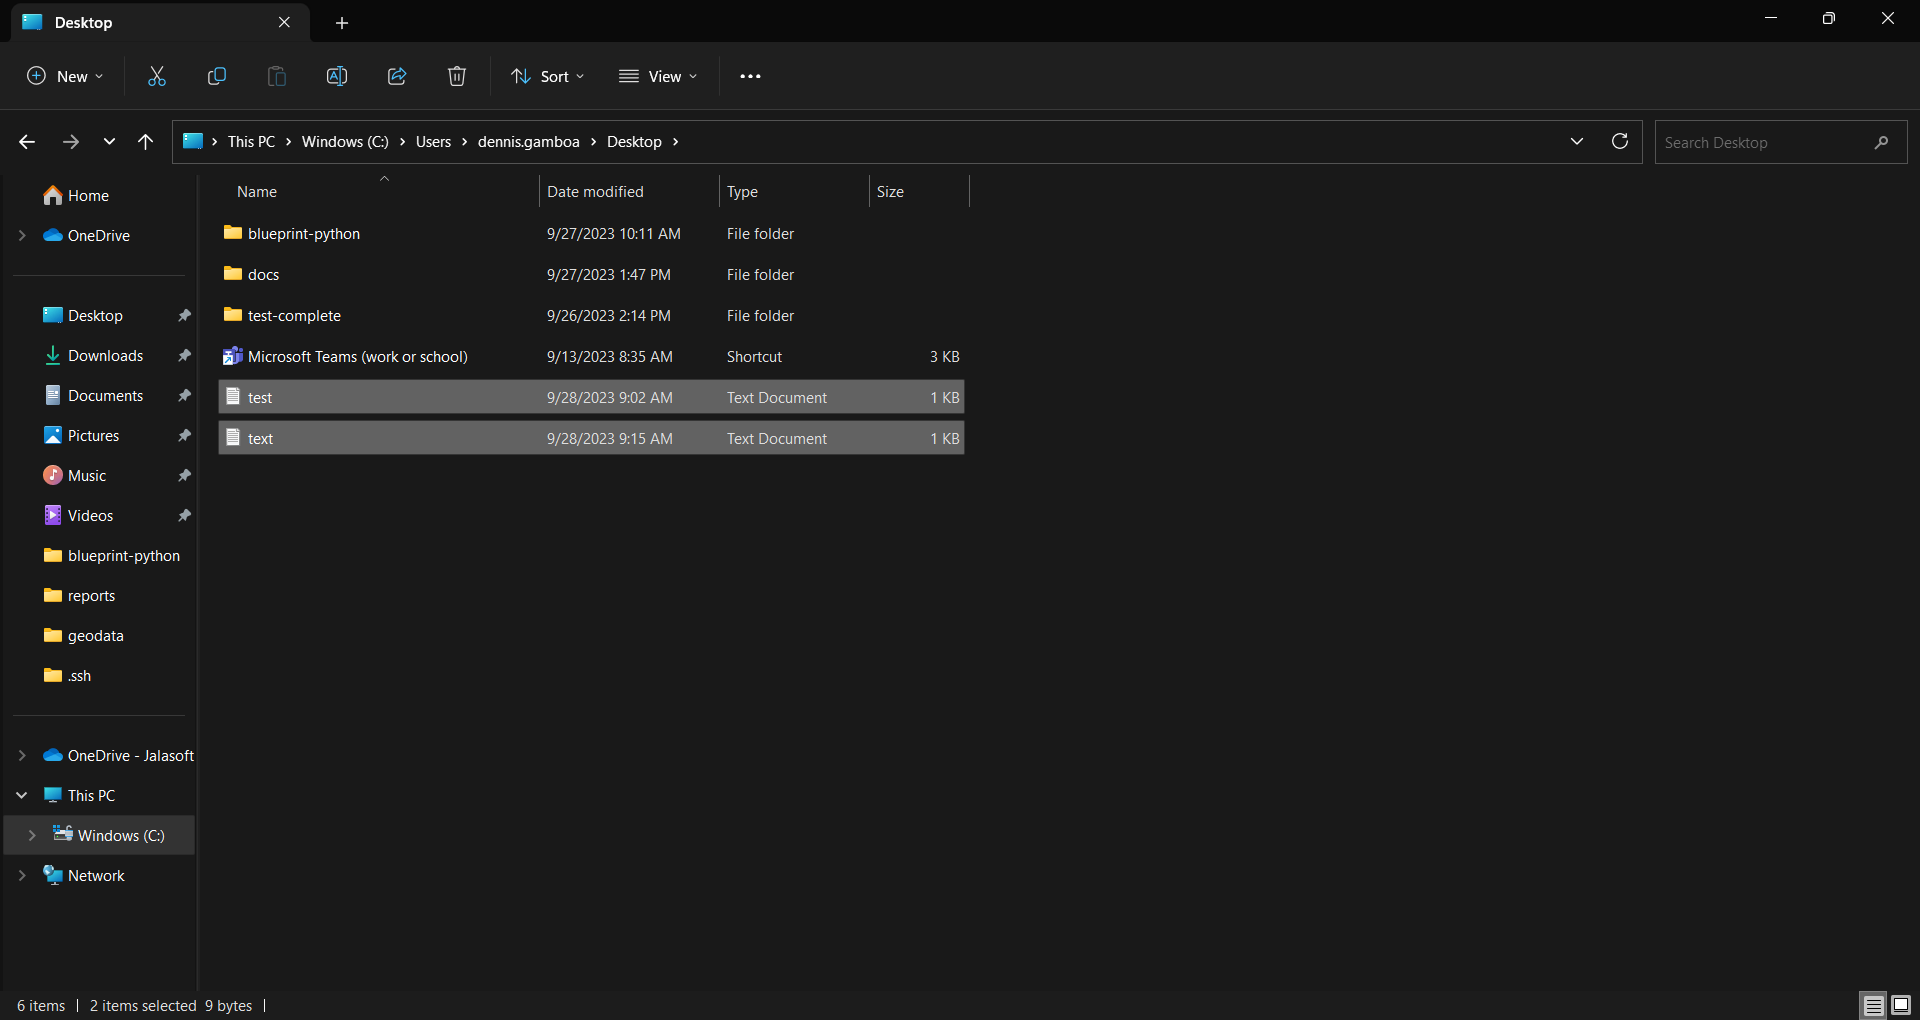 Desktop
New
Sort
View
This PC
Windows (C:)
Users
dennis.gamboa
Desktop
Search Desktop
Name
Date modified
Type
Size
Home
OneDrive
Desktop
Downloads
Documents
Pictures
Music
Videos
blueprint-python
reports
geodata
.ssh
OneDrive - Jalasoft
This PC
Windows (C:)
Network
blueprint-python 9/27/2023 10:11 AM File folder
docs 9/27/2023 1:47 PM File folder
test-complete 9/26/2023 2:14 PM File folder
Microsoft Teams (work or school) 9/13/2023 8:35 AM Shortcut 3 KB
test 9/28/2023 9:02 AM Text Document 1 KB
text 9/28/2023 9:15 AM Text Document 1 KB
6 items 2 items selected 9 bytes